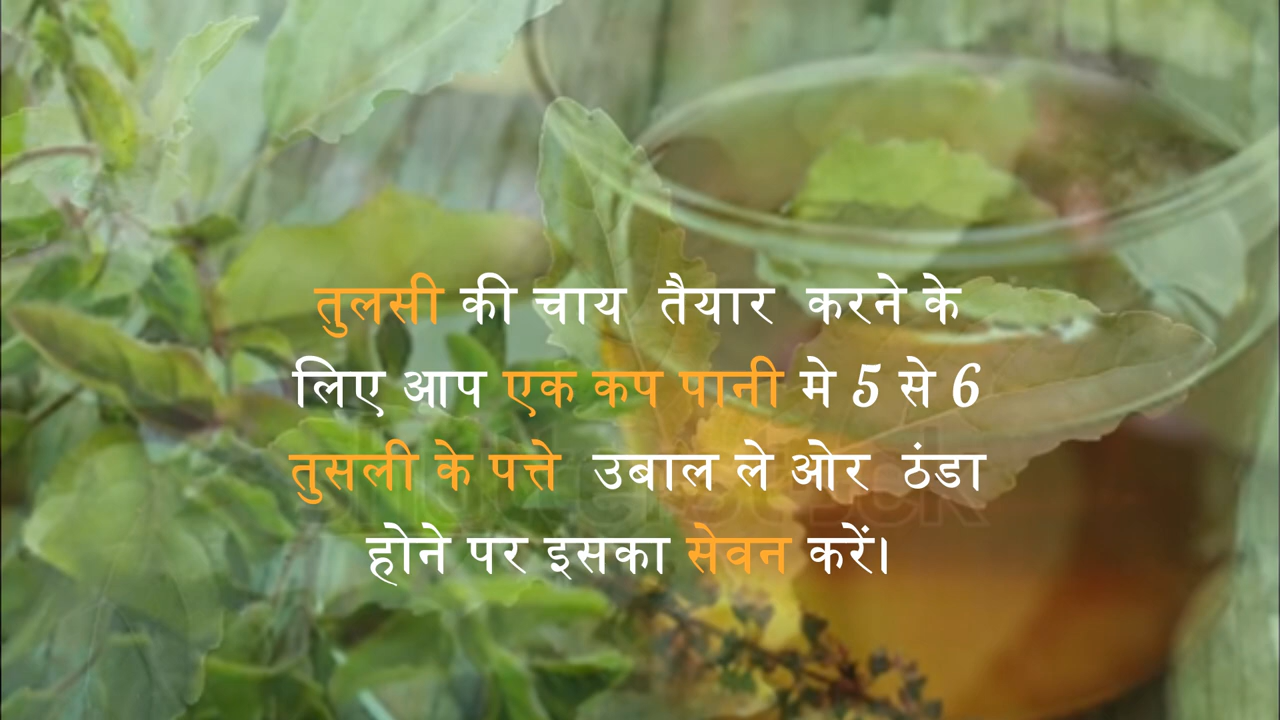 तुलसी की चाय तैयार करने के
लिए आप एक कप पानी मे 5 से 6
तुसली के पत्ते उबाल ले ओर ठंडा
होने पर इसका सेवन करें।